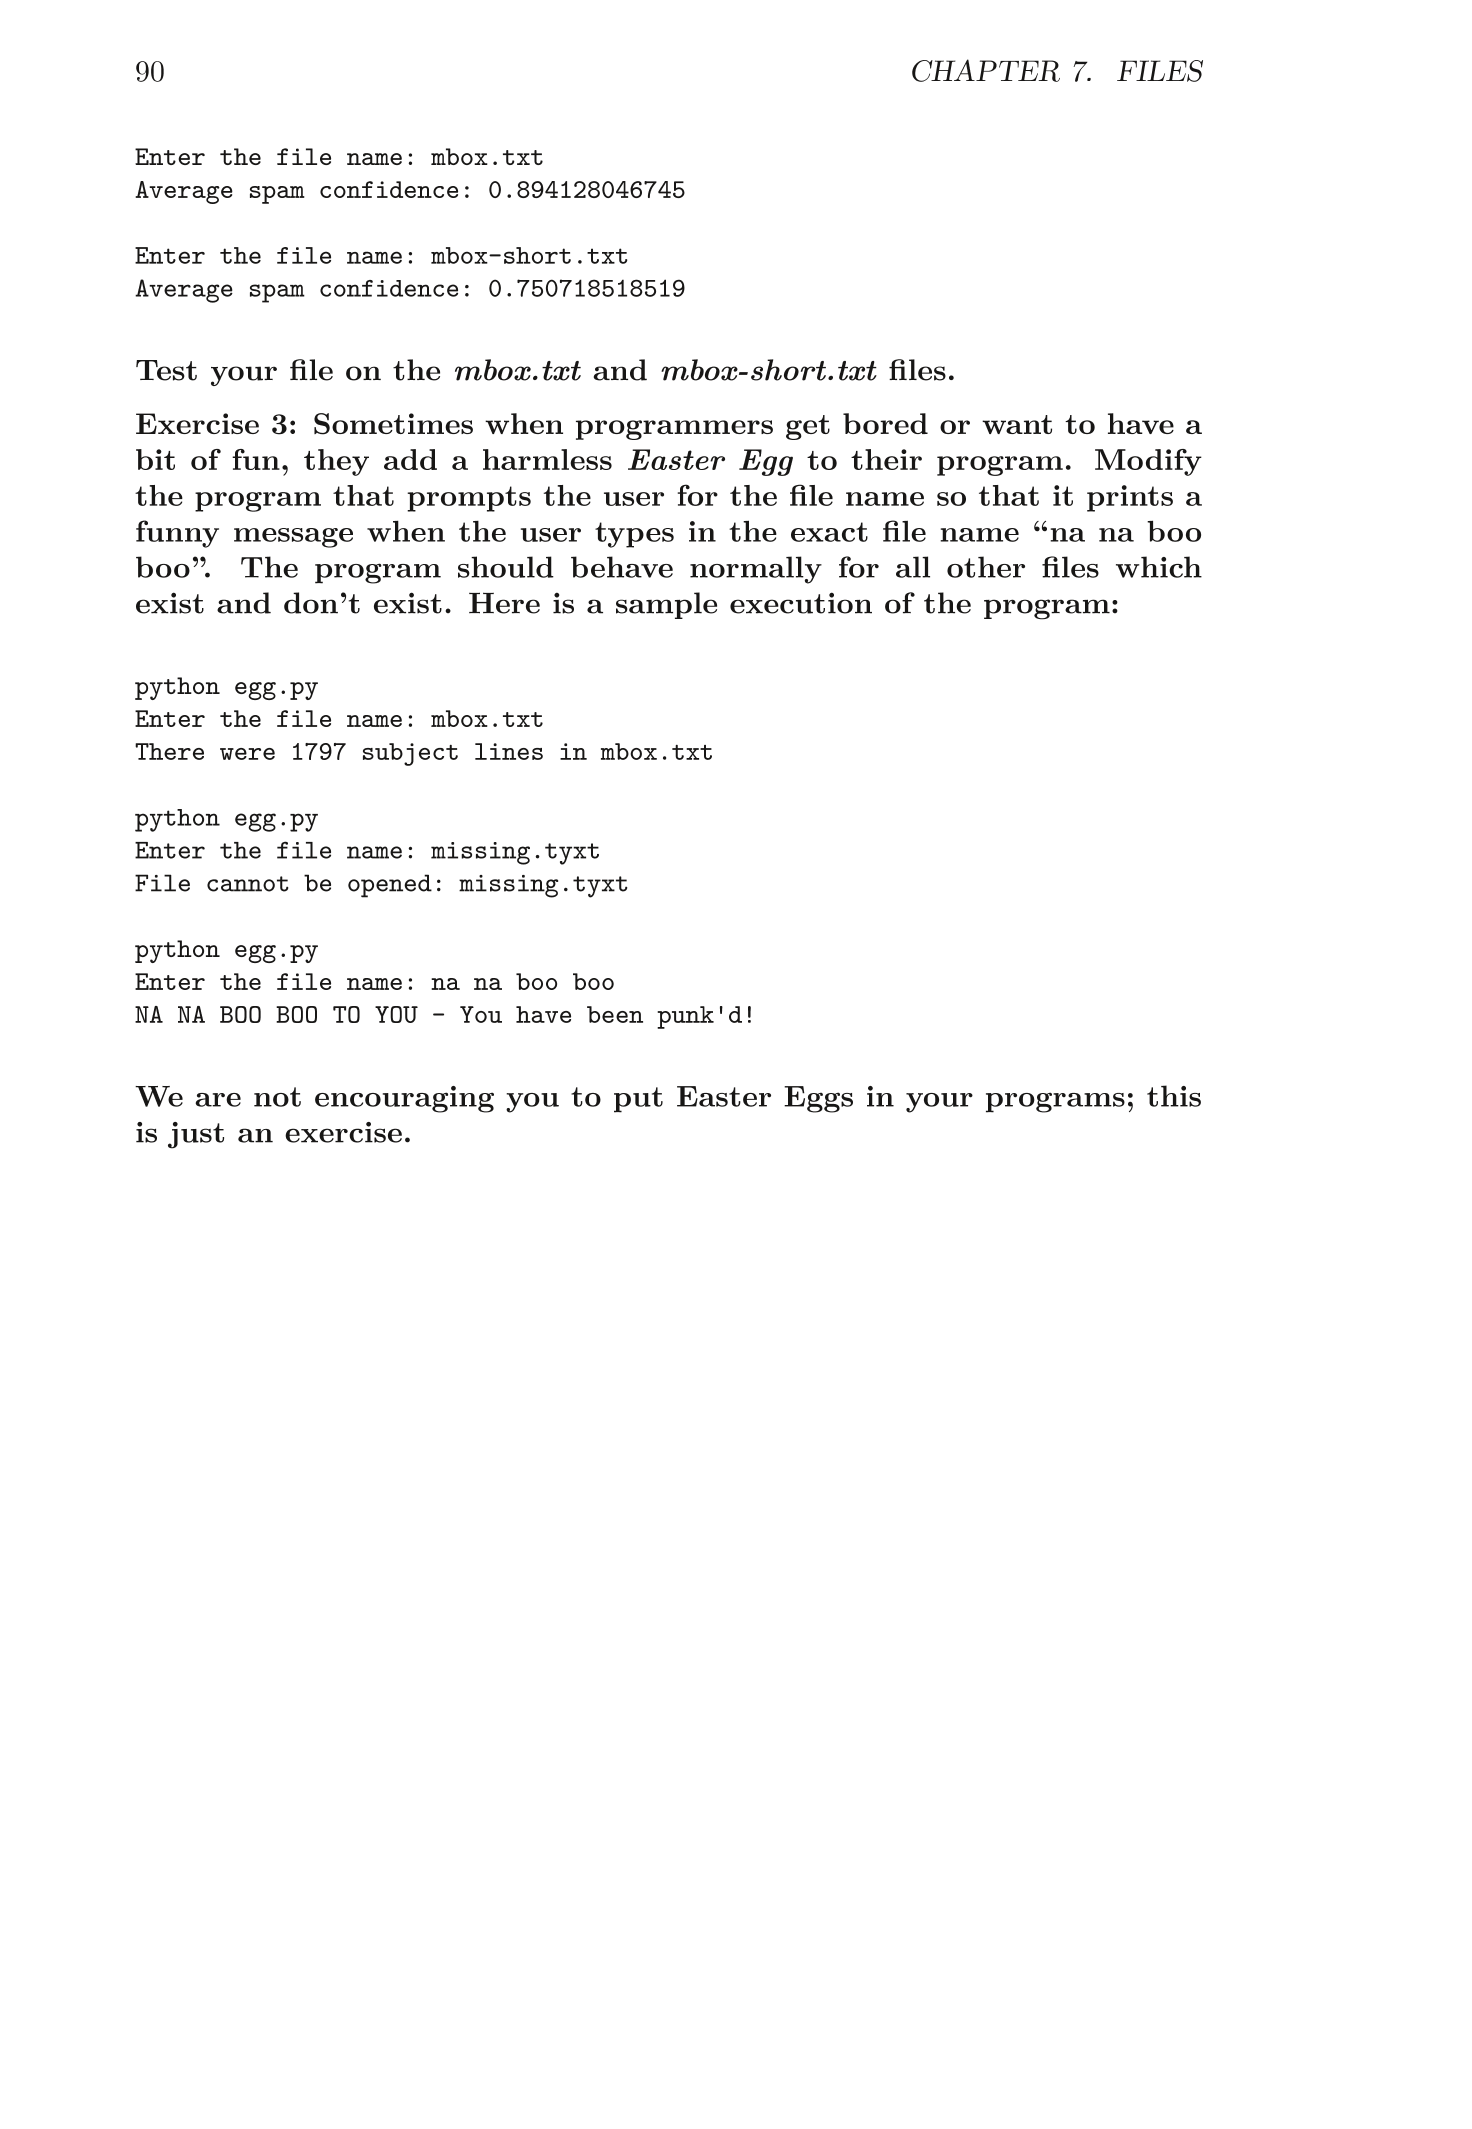 90
CHAPTER 7. FILES
Enter the file name: mbox.txt
Average spam confidence: 0.894128046745
Enter the file name: mbox-short.txt
Average spam confidence: 0.750718518519
Test your file on the mbox.txt and mbox-short.txt files.
Exercise 3: Sometimes when programmers get bored or want to have a
bit of fun, they add a harmless Easter Egg to their program. Modify
the program that prompts the user for the file name so that it prints a
funny message when the user types in the exact file name “na na boo
boo”. The program should behave normally for all other files which
exist and don’t exist. Here is a sample execution of the program:
python egg.py
Enter the file name: mbox.txt
There were 1797 subject lines in mbox.txt
python egg.py
Enter the file name: missing.tyxt
File cannot be opened: missing.tyxt
python egg.py
Enter the file name: na na boo boo
NA NA BOO BOO TO YOU - You have been punk'd!
We are not encouraging you to put Easter Eggs in your programs; this
is just an exercise.